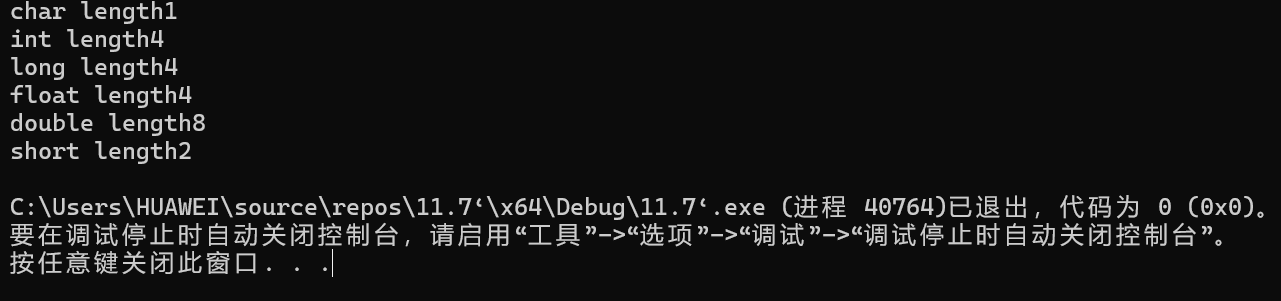 char length1
int length4
long length4
float length4
double length8
short length2
C:\Users\HUAWEI\source\repos\11.7‘\x64\Debug\11.7‘.exe (进程 40764)已退出，代码为 0 (0x0)。
要在调试停止时自动关闭控制台，请启用“工具”->“选项”->“调试”->“调试停止时自动关闭控制台”。
按任意键关闭此窗口. . .